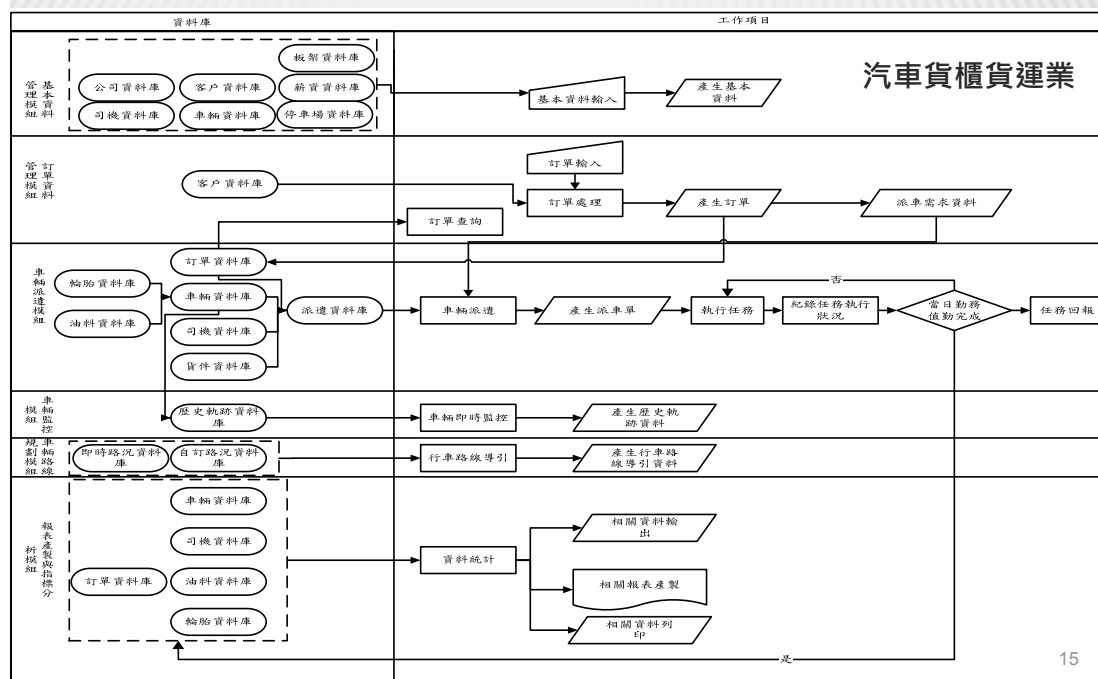 資料庫
工作項目
汽車貨櫃貨運業
基本資料
管理模組
板架資料庫
公司資料庫
客戶資料庫
薪資資料庫
司機資料庫
車輛資料庫
停車場資料庫
基本資料輸入
產生基本
資料
訂單資料
管理模組
客戶資料庫
訂單輸入
訂單處理
產生訂單
派車需求資料
訂單查詢
車輛派遣模組
訂單資料庫
輪胎資料庫
車輛資料庫
油料資料庫
司機資料庫
貨件資料庫
派遣資料庫
車輛派遣
產生派車單
執行任務
紀錄任務執行
狀況
否
當日勤務
值勤完成
任務回報
車輛監控
模組
歷史軌跡資料
庫
車輛即時監控
產生歷史軌
跡資料
車輛路線
規劃模組
即時路況資料
庫
自訂路況資料
庫
行車路線導引
產生行車路
線導引資料
報表產製與指標分
析模組
車輛資料庫
司機資料庫
訂單資料庫
油料資料庫
輪胎資料庫
資料統計
相關資料輸
出
相關報表產製
相關資料列
印
是
15